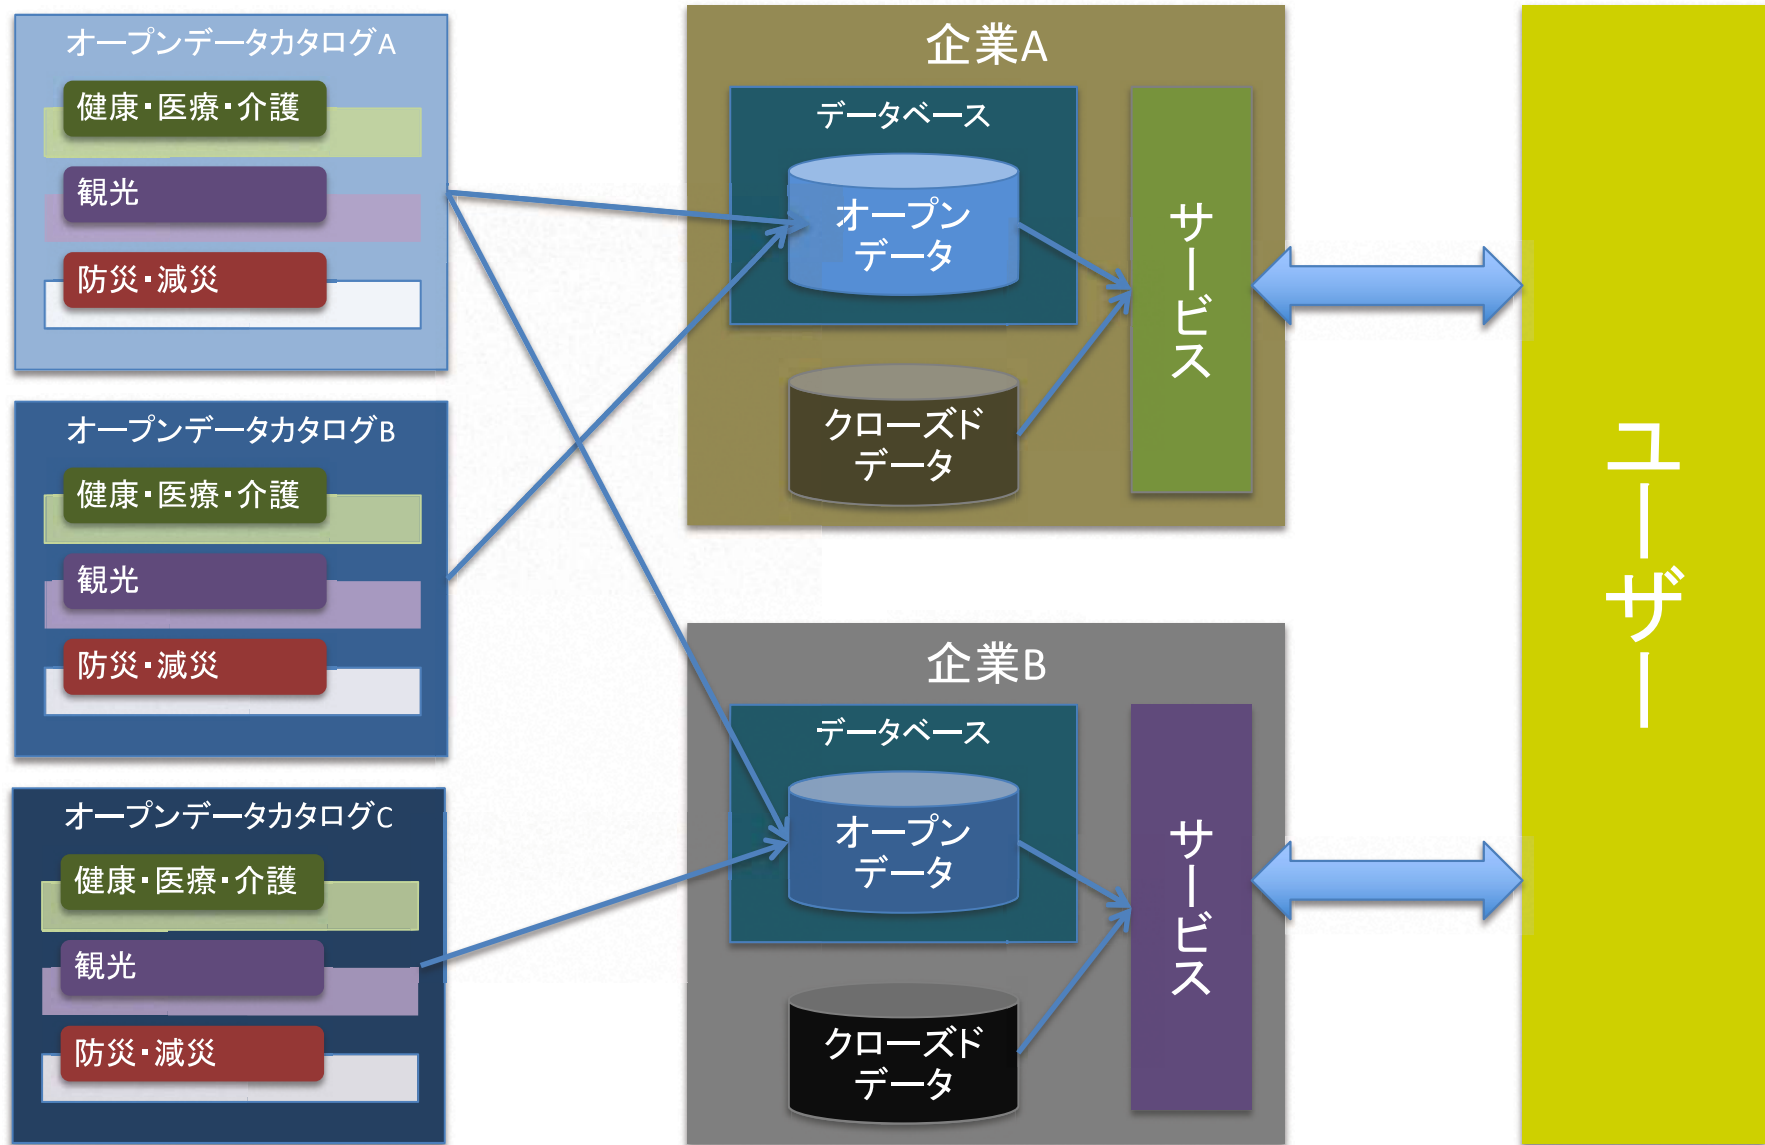 オープンデータカタログA
健康・医療・介護
観光
防災・減災
オープンデータカタログB
健康・医療・介護
観光
防災・減災
オープンデータカタログC
健康・医療・介護
観光
防災・減災
企業A
データベース
オープン
データ
クローズド
データ
サービス
企業B
データベース
オープン
データ
クローズド
データ
サービス
ユーザー